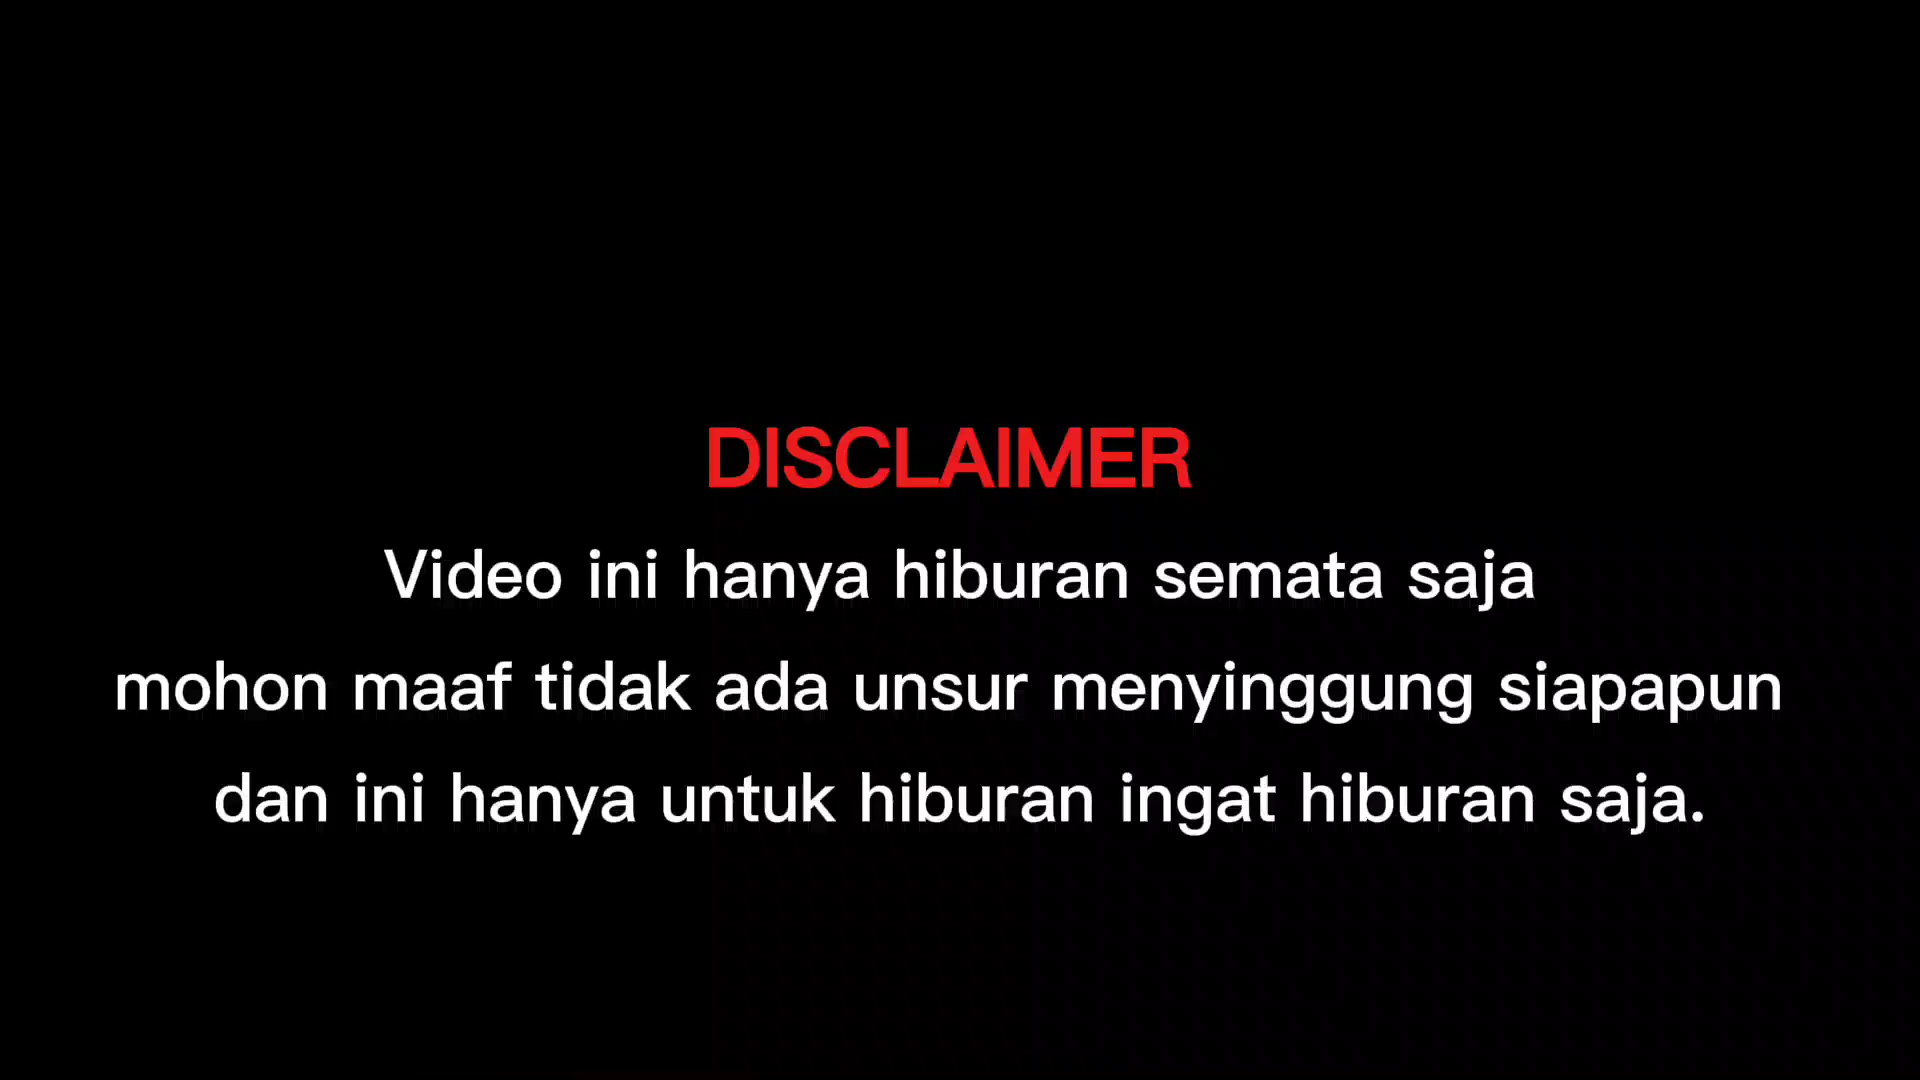 DISCLAIMER
Video ini hanya hiburan semata saja
mohon maaf tidak ada unsur menyinggung siapapun
dan ini hanya untuk hiburan ingat hiburan saja.